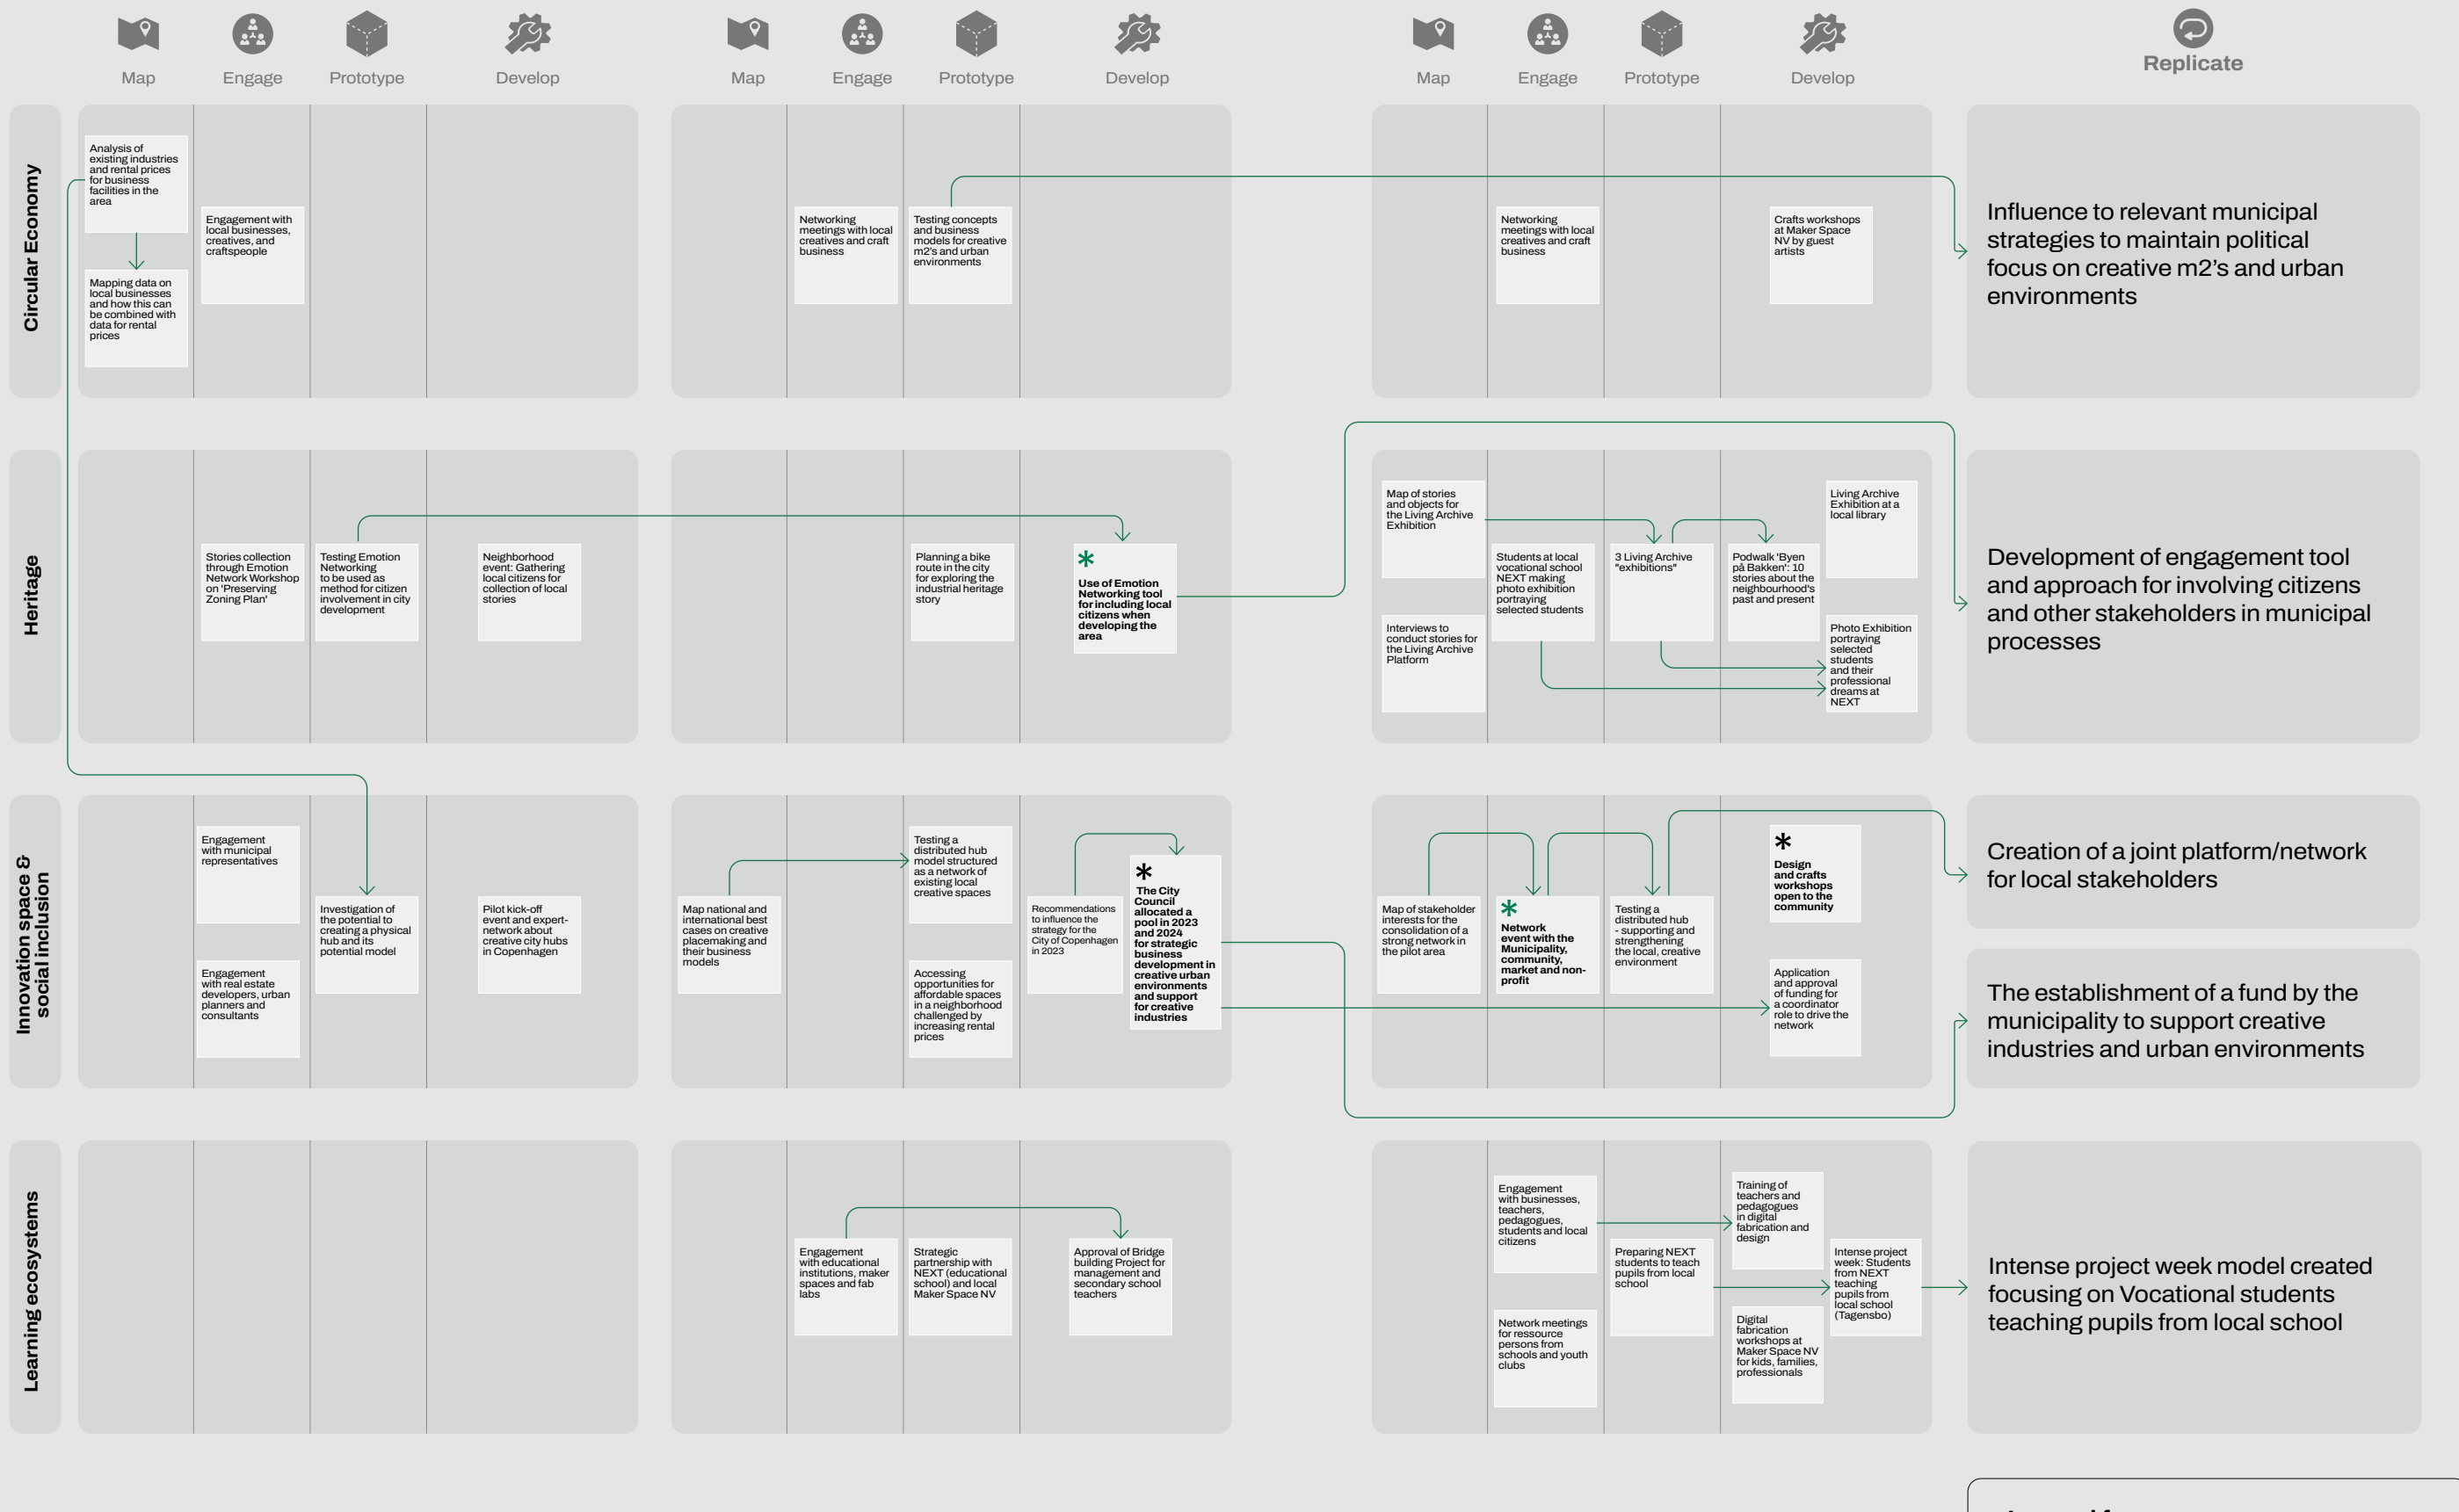 Map
Engage
Prototype
Develop
Map
Engage
Prototype
Develop
Map
Engage
Prototype
Develop
Replicate
Circular Economy
Analysis of
existing industries
and rental prices
for business
facilities in the
area
Mapping data on
local businesses
and how this can
be combined with
data for rental
prices
Engagement with
local businesses,
creatives, and
craftspeople
Networking
meetings with local
creatives and craft
business
Testing concepts
and business
models for creative
m2's and urban
environments
Networking
meetings with local
creatives and craft
business
Crafts workshops
at Maker Space
NV by guest
artists
Influence to relevant municipal
strategies to maintain political
focus on creative m2’s and urban
environments
Heritage
Stories collection
through Emotion
Network Workshop
on 'Preserving
Zoning Plan'
Testing Emotion
Networking
to be used as
method for citizen
involvement in city
development
Neighborhood
event: Gathering
local citizens for
collection of local
stories
Planning a bike
route in the city
for exploring the
industrial heritage
story
*
Use of Emotion
Networking tool
for including local
citizens when
developing the
area
Map of stories
and objects for
the Living Archive
Exhibition
Interviews to
conduct stories for
the Living Archive
Platform
Students at local
vocational school
NEXT making
photo exhibition
portraying
selected students
3 Living Archive
"exhibitions"
Podwalk 'Byen
på Bakken': 10
stories about the
neighbourhood's
past and present
Living Archive
Exhibition at a
local library
Photo Exhibition
portraying
selected
students
and their
professional
dreams at
NEXT
Development of engagement tool
and approach for involving citizens
and other stakeholders in municipal
processes
Innovation space &
social inclusion
Engagement
with municipal
representatives
Engagement
with real estate
developers, urban
planners and
consultants
Investigation of
the potential to
creating a physical
hub and its
potential model
Pilot kick-off
event and expert-
network about
creative city hubs
in Copenhagen
Map national and
international best
cases on creative
placemaking and
their business
models
Testing a
distributed hub
model structured
as a network of
existing local
creative spaces
Accessing
opportunities for
affordable spaces
in a neighborhood
challenged by
increasing rental
prices
Recommendations
to influence the
strategy for the
City of Copenhagen
in 2023
*
The City
Council
allocated a
pool in 2023
and 2024
for strategic
business
development in
creative urban
environments
and support
for creative
industries
Map of stakeholder
interests for the
consolidation of a
strong network in
the pilot area
*
Network
event with the
Municipality,
community,
market and non-
profit
Testing a
distributed hub
- supporting and
strengthening
the local, creative
environment
*
Design
and crafts
workshops
open to the
community
Application
and approval
of funding for
a coordinator
role to drive the
network
Creation of a joint platform/network
for local stakeholders
The establishment of a fund by the
municipality to support creative
industries and urban environments
Learning ecosystems
Engagement
with educational
institutions, maker
spaces and fab
labs
Strategic
partnership with
NEXT (educational
school) and local
Maker Space NV
Approval of Bridge
building Project for
management and
secondary school
teachers
Engagement
with businesses,
teachers,
pedagogues,
students and local
citizens
Network meetings
for ressource
persons from
schools and youth
clubs
Preparing NEXT
students to teach
pupils from local
school
Training of
teachers and
pedagogues
in digital
fabrication and
design
Digital
fabrication
workshops at
Maker Space NV
for kids, families,
professionals
Intense project
week: Students
from NEXT
teaching
pupils from
local school
(Tagensbo)
Intense project week model created
focusing on Vocational students
teaching pupils from local school